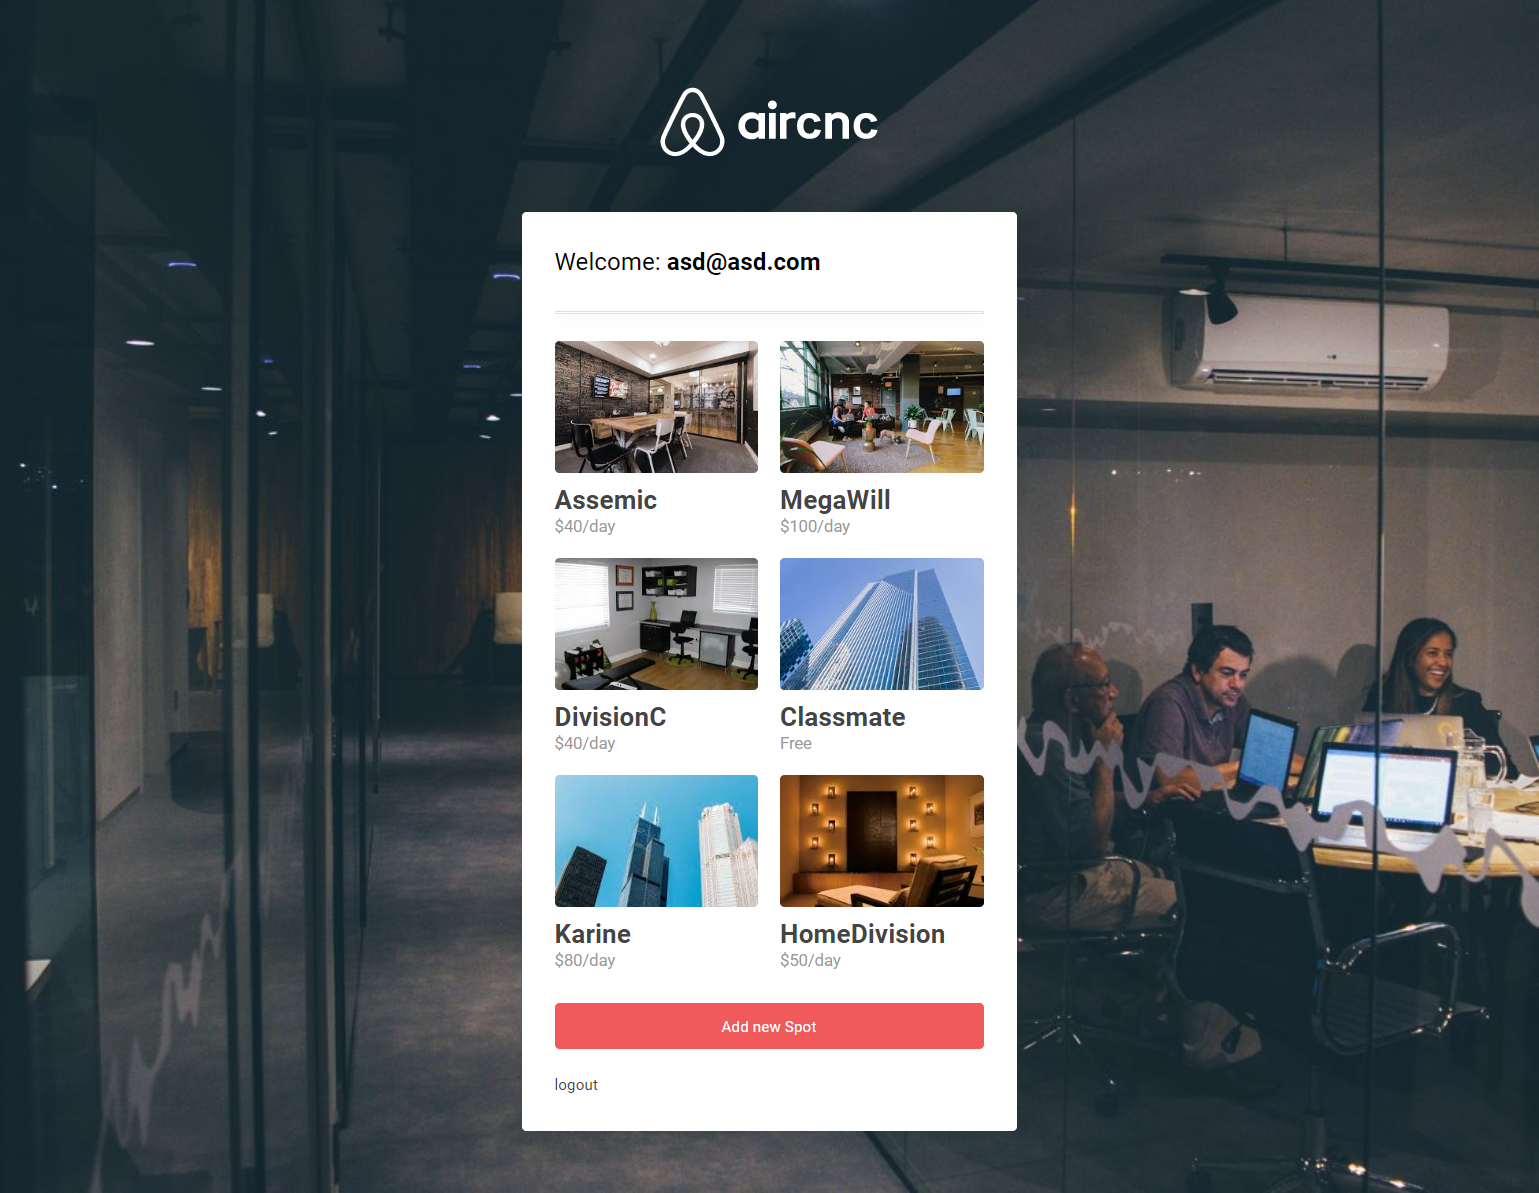 aircnc
Welcome: asd@asd.com
Assemic
$40/day
MegaWill
$100/day
DivisionC
$40/day
Classmate
Free
Karine
$80/day
HomeDivision
$50/day
Add new Spot
logout